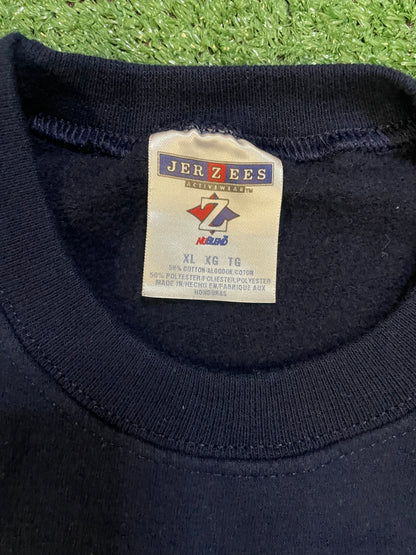 JERZEES
ACTIVEWEAR™
Z
NUBLEND
XL XG TG
50% COTTON/ALGODON/COTON
50% POLYESTER/POLIESTER/POLYESTER
MADE IN/HECHO EN/FABRIQUE AUX
HONDURAS